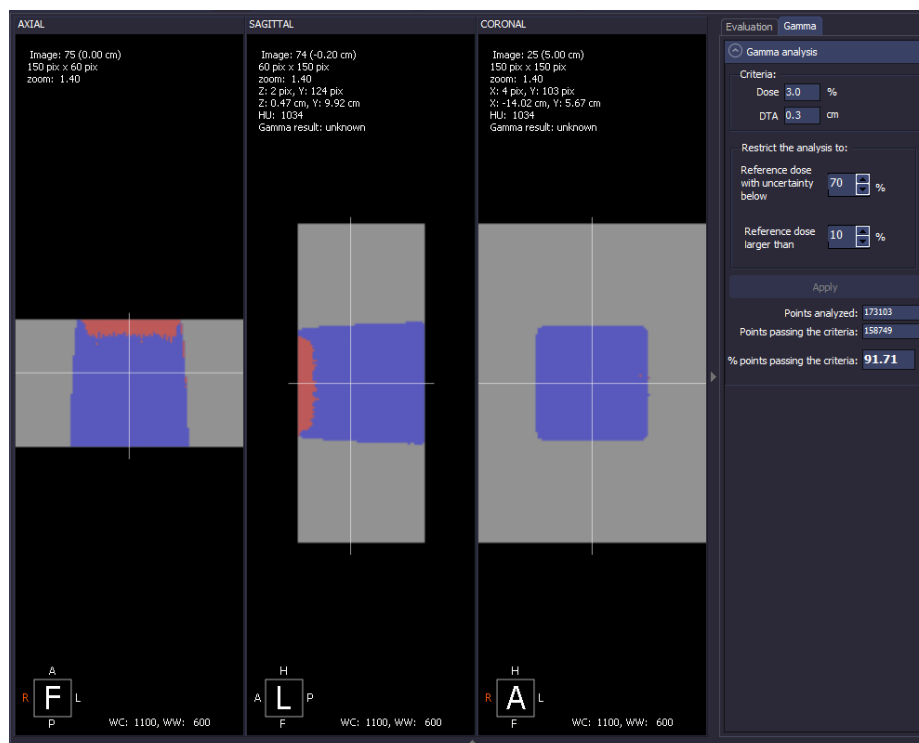 AXIAL
Image: 75 (0.00 cm)
150 pix x 60 pix
zoom: 1.40
A
R F L
P
WC: 1100, WW: 600
SAGITTAL
Image: 74 (-0.20 cm)
60 pix x 150 pix
zoom: 1.40
Z: 2 pix, Y: 124 pix
Z: 0.47 cm, Y: 9.92 cm
HU: 1034
Gamma result: unknown
H
A L P
F
WC: 1100, WW: 600
CORONAL
Image: 25 (5.00 cm)
150 pix x 150 pix
zoom: 1.40
X: 4 pix, Y: 103 pix
X: -14.02 cm, Y: 5.67 cm
HU: 1034
Gamma result: unknown
H
R A L
F
WC: 1100, WW: 600
Evaluation Gamma
Gamma analysis
Criteria:
Dose 3.0 %
DTA 0.3 cm
Restrict the analysis to:
Reference dose
with uncertainty 70 %
below
Reference dose 10 %
larger than
Apply
Points analyzed: 173103
Points passing the criteria: 158749
% points passing the criteria: 91.71